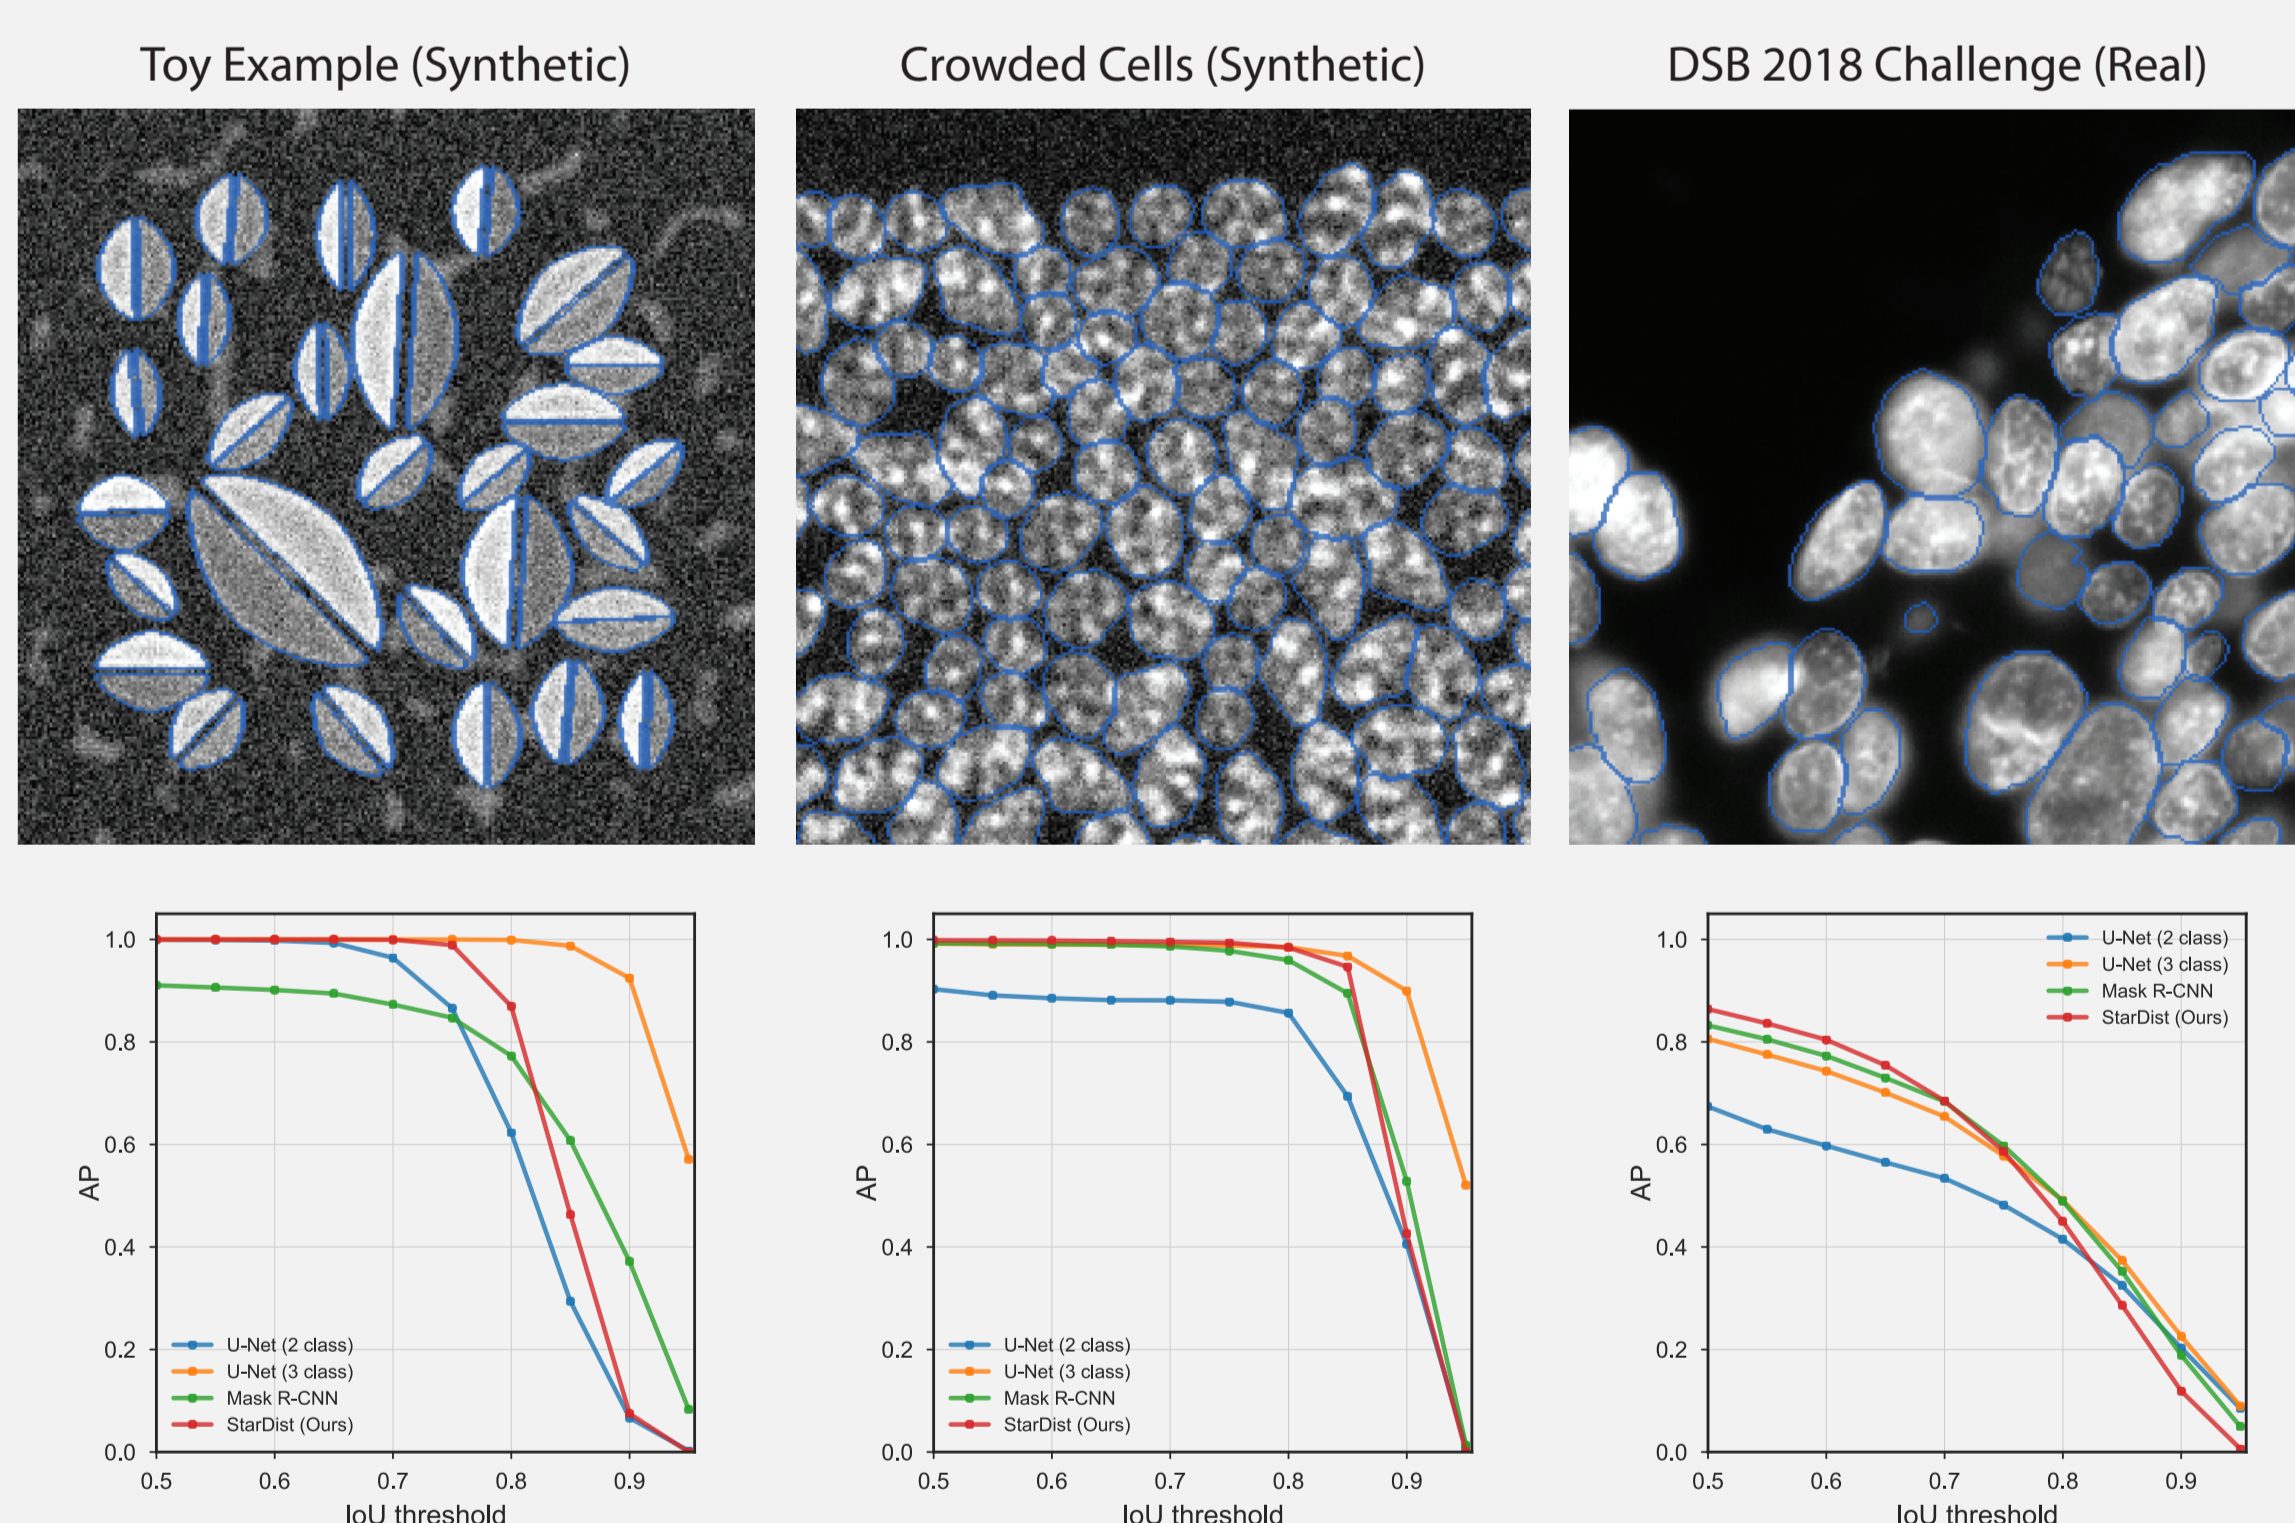 Toy Example (Synthetic)
Crowded Cells (Synthetic)
DSB 2018 Challenge (Real)
AP
1.0
0.8
0.6
0.4
0.2
0.0
U-Net (2 class)
U-Net (3 class)
Mask R-CNN
StarDist (Ours)
0.5 0.6 0.7 0.8 0.9
IoU threshold
AP
1.0
0.8
0.6
0.4
0.2
0.0
U-Net (2 class)
U-Net (3 class)
Mask R-CNN
StarDist (Ours)
0.5 0.6 0.7 0.8 0.9
IoU threshold
AP
1.0
0.8
0.6
0.4
0.2
0.0
U-Net (2 class)
U-Net (3 class)
Mask R-CNN
StarDist (Ours)
0.5 0.6 0.7 0.8 0.9
IoU threshold